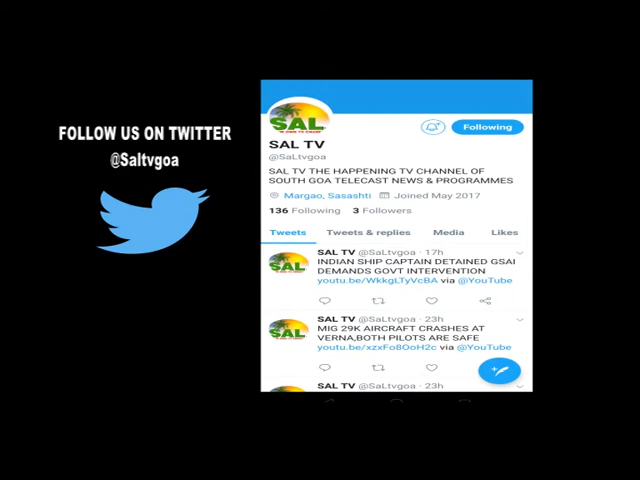 FOLLOW US ON TWITTER
@Saltvgoa
SAL
Following
SAL TV
@SaLtvgoa
SAL TV THE HAPPENING TV CHANNEL OF
SOUTH GOA TELECAST NEWS & PROGRAMMES
Margao, Sasashti Joined May 2017
136 Following 3 Followers
Tweets Tweets & replies Media Likes
SAL TV @SaLtvgoa · 17h
INDIAN SHIP CAPTAIN DETAINED GSAI
DEMANDS GOVT INTERVENTION
youtu.be/WkkgLTyVcBA via @YouTube
SAL
SAL TV @SaLtvgoa · 23h
MIG 29K AIRCRAFT CRASHES AT
VERNA,BOTH PILOTS ARE SAFE
youtu.be/xzxFo8OoH2c via @YouTube
SAL
SAL TV @SaLtvgoa · 23h